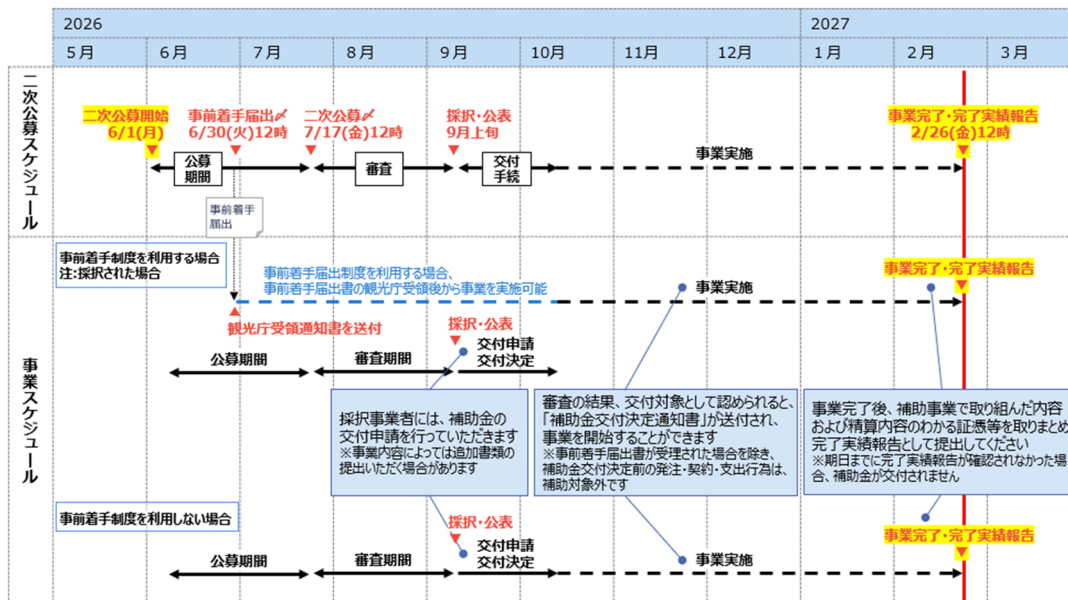 2026
2027
5月
6月
7月
8月
9月
10月
11月
12月
1月
2月
3月
二次公募スケジュール
二次公募開始
6/1(月)
事前着手届出〆
6/30(火)12時
二次公募〆
7/17(金)12時
採択・公表
9月上旬
事業完了・完了実績報告
2/26(金)12時
公募
期間
審査
交付
手続
事業実施
事前着手
届出
事業スケジュール
事前着手制度を利用する場合
注:採択された場合
事前着手届出制度を利用する場合、
事前着手届出書の観光庁受領後から事業を実施可能
事業実施
事業完了・完了実績報告
観光庁受領通知書を送付
採択・公表
公募期間
審査期間
交付申請
交付決定
採択事業者には、補助金の
交付申請を行っていただきます
※事業内容によっては追加書類の
提出いただく場合があります
審査の結果、交付対象として認められると、
「補助金交付決定通知書」が送付され、
事業を開始することができます
※事前着手届出書が受理された場合を除き、
補助金交付決定前の発注・契約・支出行為は、
補助対象外です
事業完了後、補助事業で取り組んだ内容
および精算内容のわかる証憑等を取りまとめ
完了実績報告として提出してください
※期日までに完了実績報告が確認されなかった場
合、補助金が交付されません
事前着手制度を利用しない場合
採択・公表
事業完了・完了実績報告
公募期間
審査期間
交付申請
交付決定
事業実施